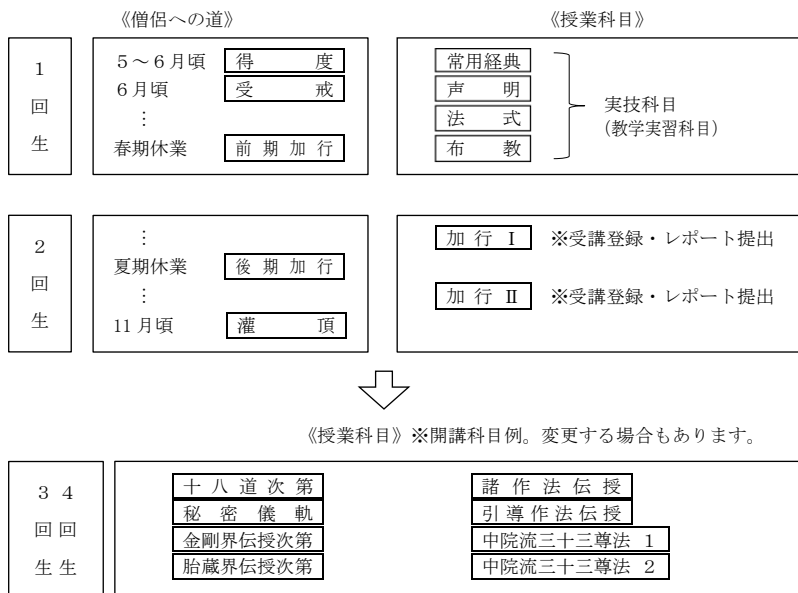 《僧侶への道》 《授業科目》
1回生
5～6月頃 得度
6月頃 受戒
⋮
春期休業 前期加行
常用経典
声明
法式
布教
実技科目
(教学実習科目)
2回生
⋮
夏期休業 後期加行
⋮
11月頃 灌頂
加行 Ⅰ ※受講登録・レポート提出
加行 Ⅱ ※受講登録・レポート提出
《授業科目》※開講科目例。変更する場合もあります。
3回生
4回生
十八道次第
秘密儀軌
金剛界伝授次第
胎蔵界伝授次第
諸作法伝授
引導作法伝授
中院流三十三尊法 1
中院流三十三尊法 2